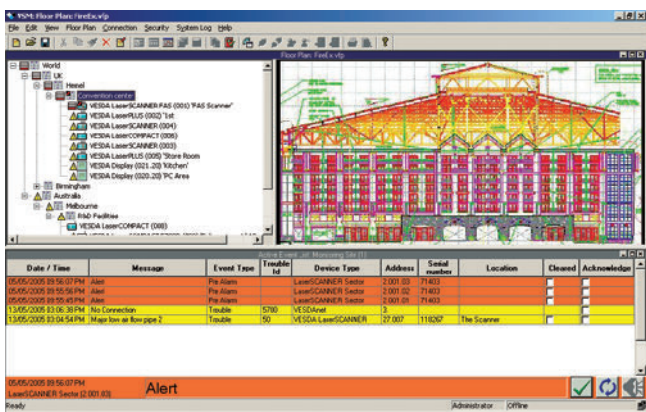 VSM: Floor Plan: FireEx.vfp
File Edit View Floor Plan Connection Security System Log Help
Floor Plan: FireEx.vfp
World
UK
Hemel
Convention center
VESDA LaserSCANNER FAS (001) 'FAS Scanner'
VESDA LaserPLUS (002) '1st
VESDA LaserSCANNER (004)
VESDA LaserCOMPACT (006)
VESDA LaserSCANNER (003)
VESDA LaserPLUS (005) 'Store Room
VESDA Display (021.20) 'Kitchen'
VESDA Display (020.20) 'PC Area
Birmingham
Australia
Melbourne
R&D Facilities
VESDA LaserCOMPACT (008)
Active Event List: Monitoring Site (1)
Date / Time Message Event Type Trouble Id Device Type Address Serial number Location Cleared Acknowledge
05/05/2005 09:56:07 PM Alert Pre Alarm LaserSCANNER Sector 2.001.03 71403
05/05/2005 09:55:56 PM Alert Pre Alarm LaserSCANNER Sector 2.001.02 71403
05/05/2005 09:55:45 PM Alert Pre Alarm LaserSCANNER Sector 2.001.01 71403
13/05/2005 03:06:38 PM No Connection Trouble 5780 VESDAnet 3
13/05/2005 03:04:54 PM Major low air flow pipe 2 Trouble 50 VESDA LaserSCANNER 27.007 118267 The Scanner
05/05/2005 09:56:07 PM
LaserSCANNER Sector (2.001.03)
Alert
Ready Administrator Offline